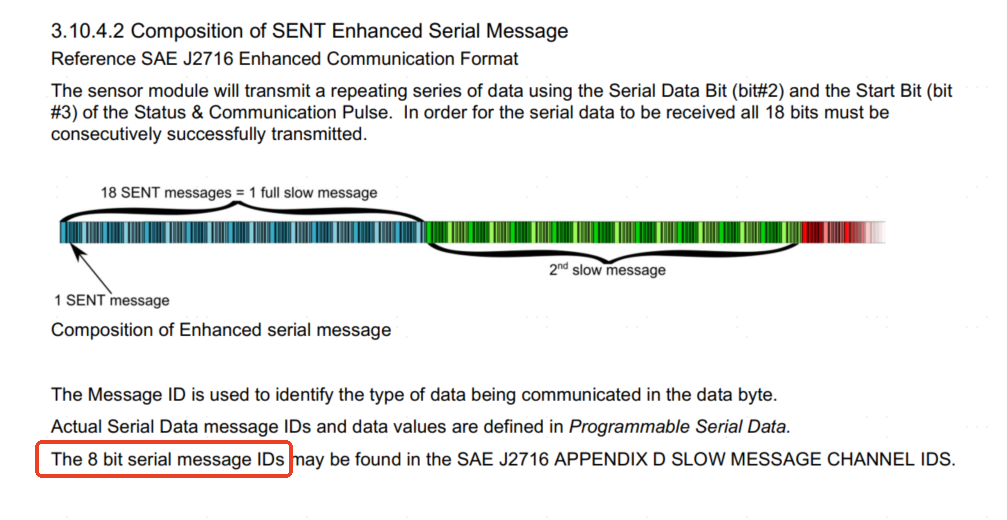 3.10.4.2 Composition of SENT Enhanced Serial Message
Reference SAE J2716 Enhanced Communication Format
The sensor module will transmit a repeating series of data using the Serial Data Bit (bit#2) and the Start Bit (bit
#3) of the Status & Communication Pulse.  In order for the serial data to be received all 18 bits must be
consecutively successfully transmitted.
18 SENT messages = 1 full slow message
2nd slow message
1 SENT message
Composition of Enhanced serial message
The Message ID is used to identify the type of data being communicated in the data byte.
Actual Serial Data message IDs and data values are defined in Programmable Serial Data.
The 8 bit serial message IDs may be found in the SAE J2716 APPENDIX D SLOW MESSAGE CHANNEL IDS.